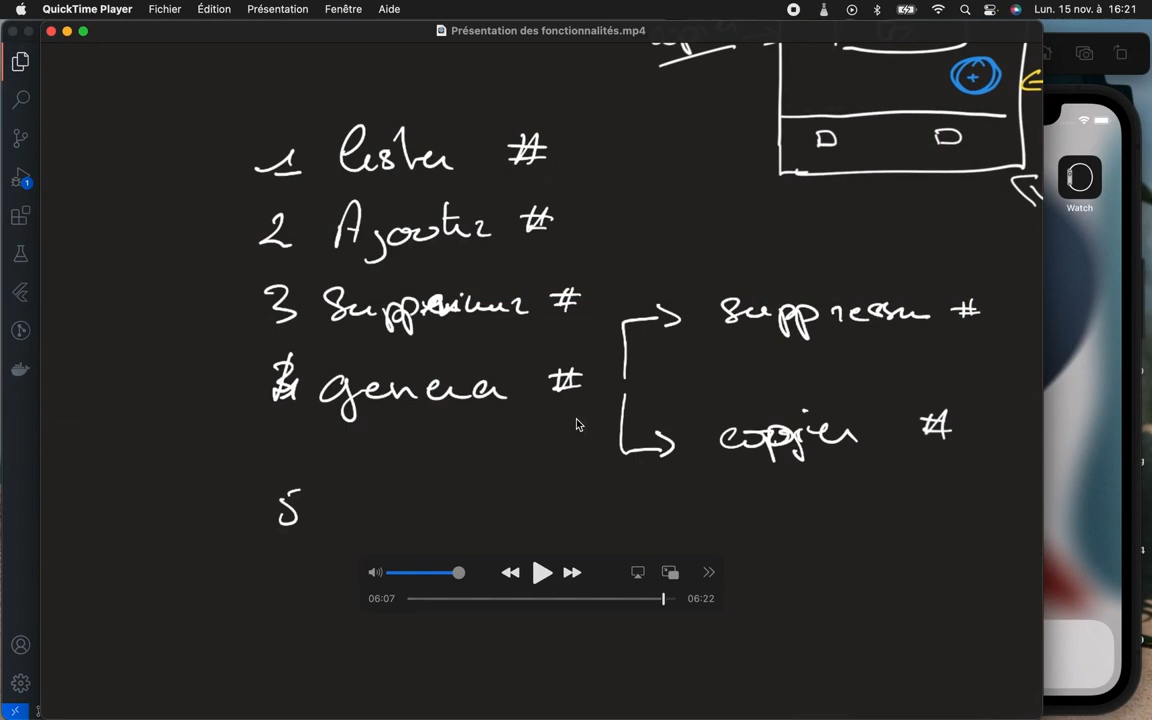 QuickTime Player Fichier Édition Présentation Fenêtre Aide Lun. 15 nov. à 16:21
Présentation des fonctionnalités.mp4
1 lister #
2 Ajouter #
3 Supprimer #
suppression #
4 generer #
copier #
5
06:07 06:22
Watch
1